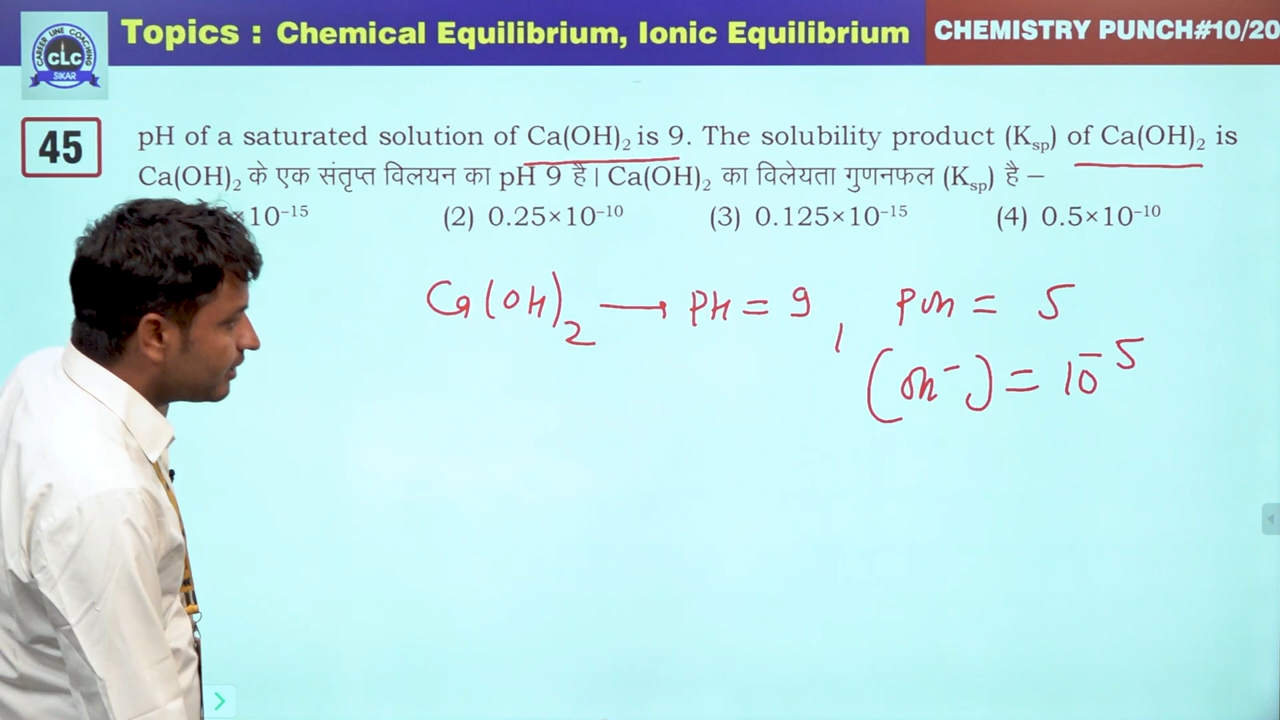 CAREER LINE COACHING
CLC
SIKAR
Topics : Chemical Equilibrium, Ionic Equilibrium
CHEMISTRY PUNCH#10/20
45
pH of a saturated solution of Ca(OH)₂ is 9. The solubility product (Kₛₚ) of Ca(OH)₂ is
Ca(OH)₂ के एक संतृप्त विलयन का pH 9 है। Ca(OH)₂ का विलेयता गुणनफल (Kₛₚ) है –
×10⁻¹⁵ (2) 0.25×10⁻¹⁰ (3) 0.125×10⁻¹⁵ (4) 0.5×10⁻¹⁰
Ca(OH)₂ → PH = 9, POH = 5
(OH⁻) = 10⁻⁵